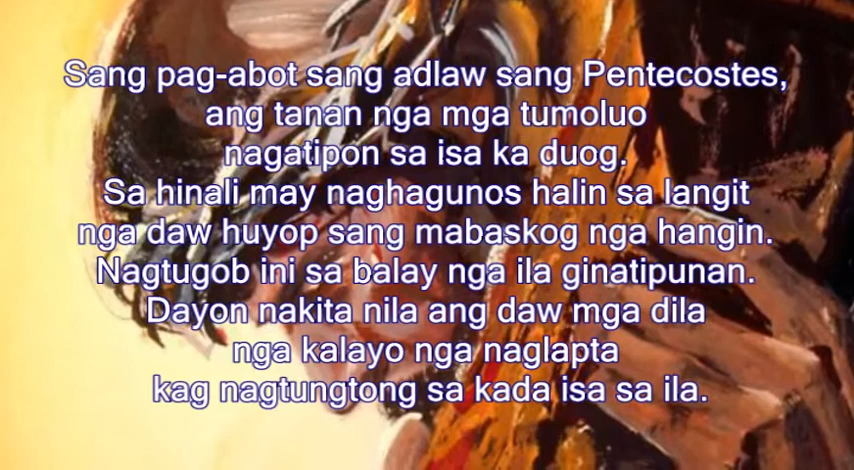 Sang pag-abot sang adlaw sang Pentecostes,
ang tanan nga mga tumoluo
nagatipon sa isa ka duog.
Sa hinali may naghagunos halin sa langit
nga daw huyop sang mabaskog nga hangin.
Nagtugob ini sa balay nga ila ginatipunan.
Dayon nakita nila ang daw mga dila
nga kalayo nga naglapta
kag nagtungtong sa kada isa sa ila.